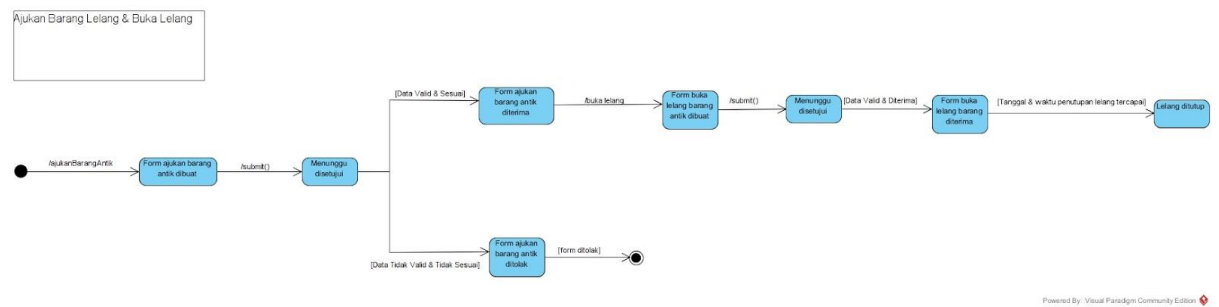 Ajukan Barang Lelang & Buka Lelang
/ajukanBarangAntik
Form ajukan barang
antik dibuat
/submit()
Menunggu
disetujui
[Data Valid & Sesuai]
Form ajukan
barang antik
diterima
/buka lelang
Form buka
lelang barang
antik dibuat
/submit()
Menunggu
disetujui
[Data Valid & Diterima]
Form buka
lelang barang
diterima
[Tanggal & waktu penutupan lelang tercapai]
Lelang ditutup
[Data Tidak Valid & Tidak Sesuai]
Form ajukan
barang antik
ditolak
[form ditolak]
Powered By: Visual Paradigm Community Edition